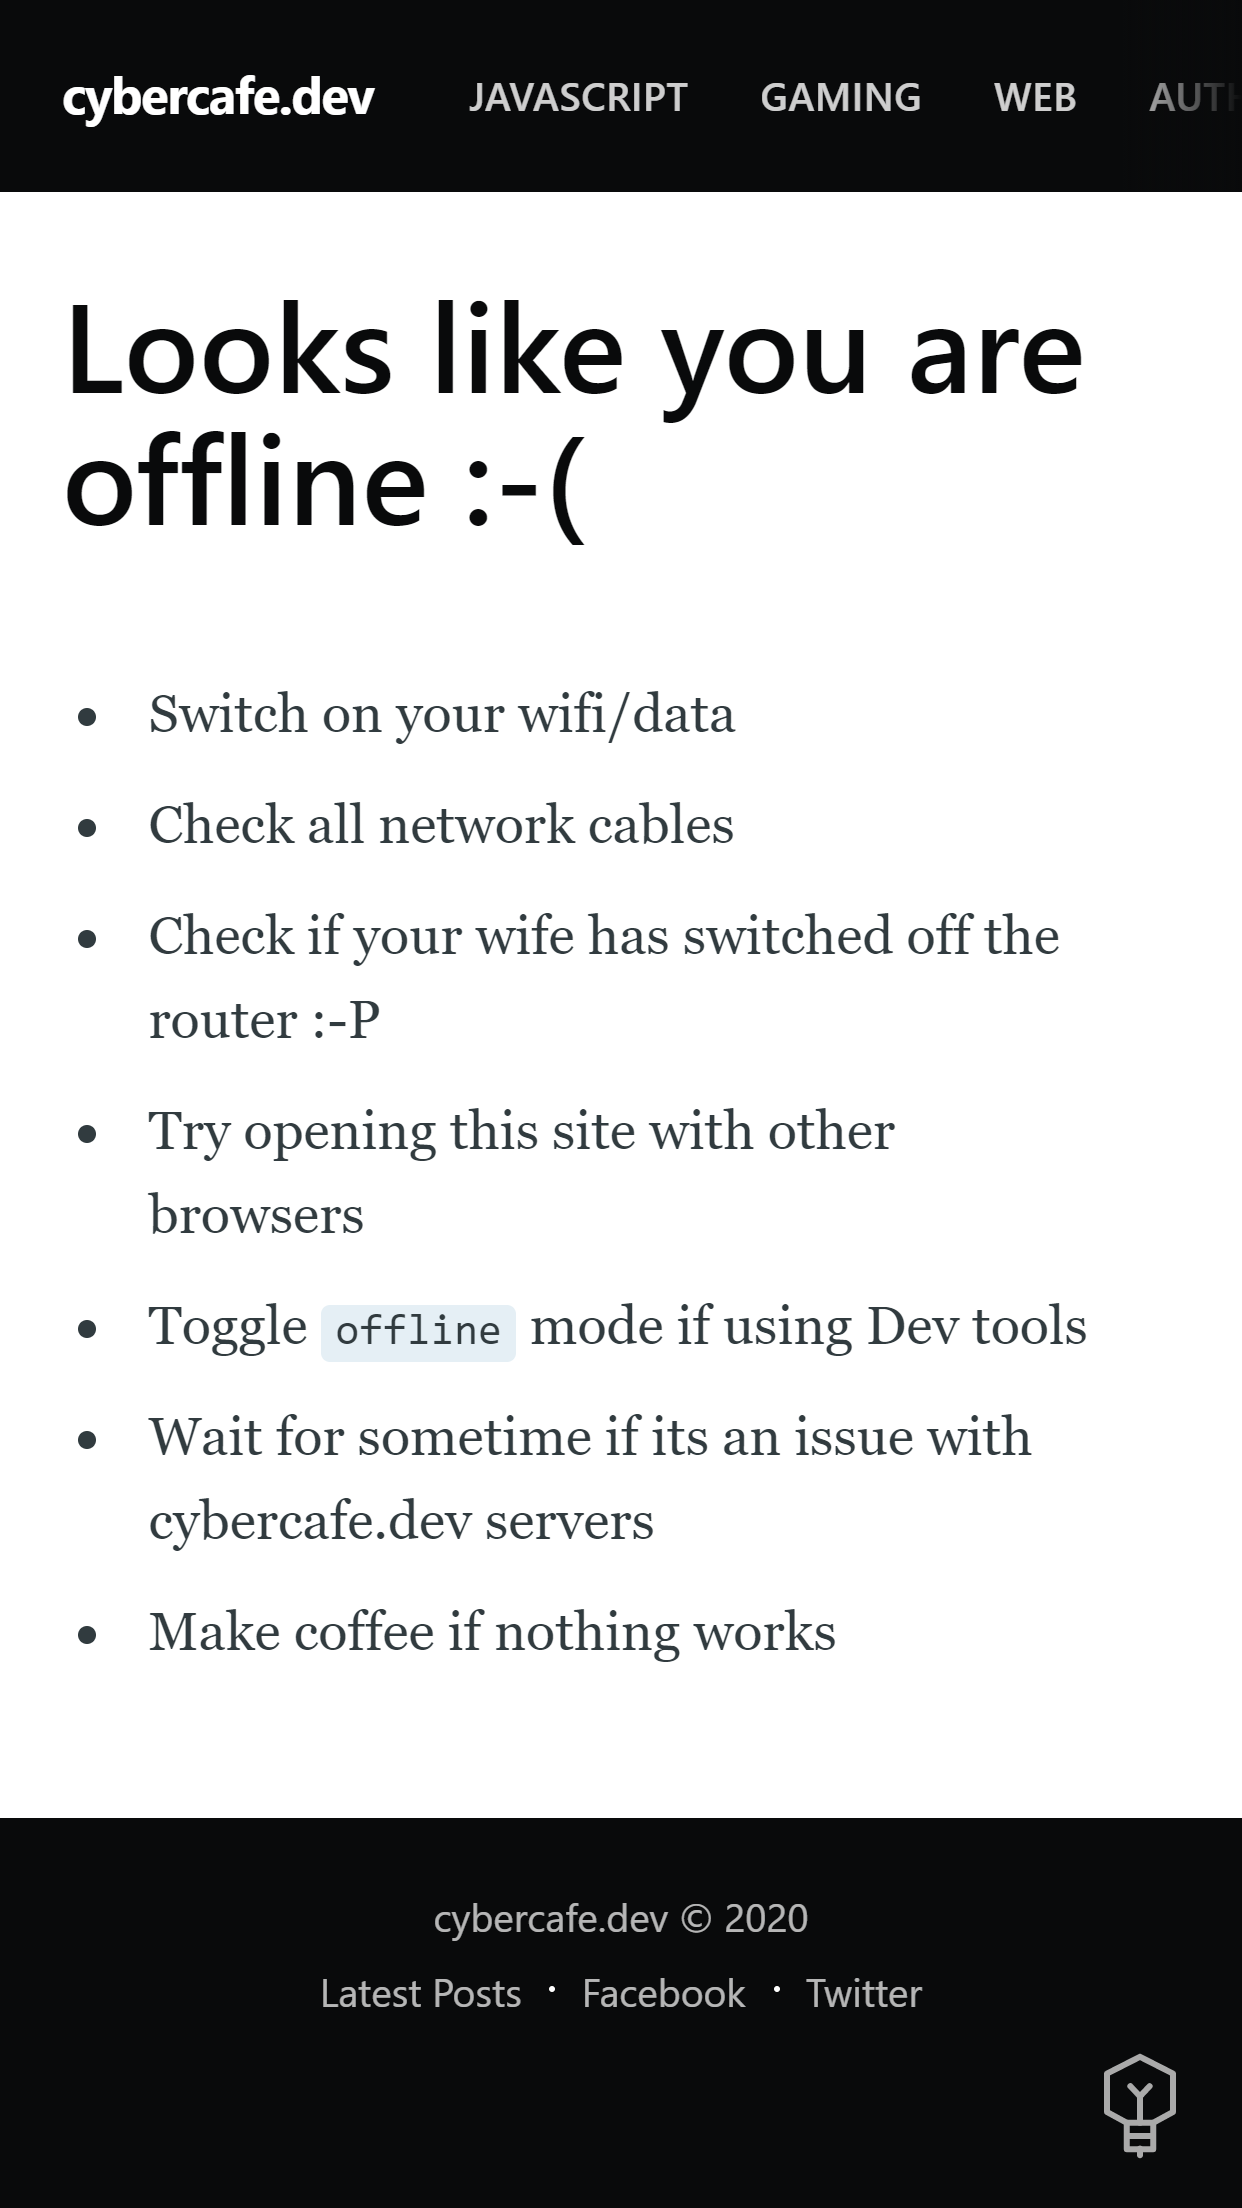 cybercafe.dev JAVASCRIPT GAMING WEB
Looks like you are
offline :-(
• Switch on your wifi/data
• Check all network cables
• Check if your wife has switched off the
router :-P
• Try opening this site with other
browsers
• Toggle offline mode if using Dev tools
• Wait for sometime if its an issue with
cybercafe.dev servers
• Make coffee if nothing works
cybercafe.dev © 2020
Latest Posts · Facebook · Twitter